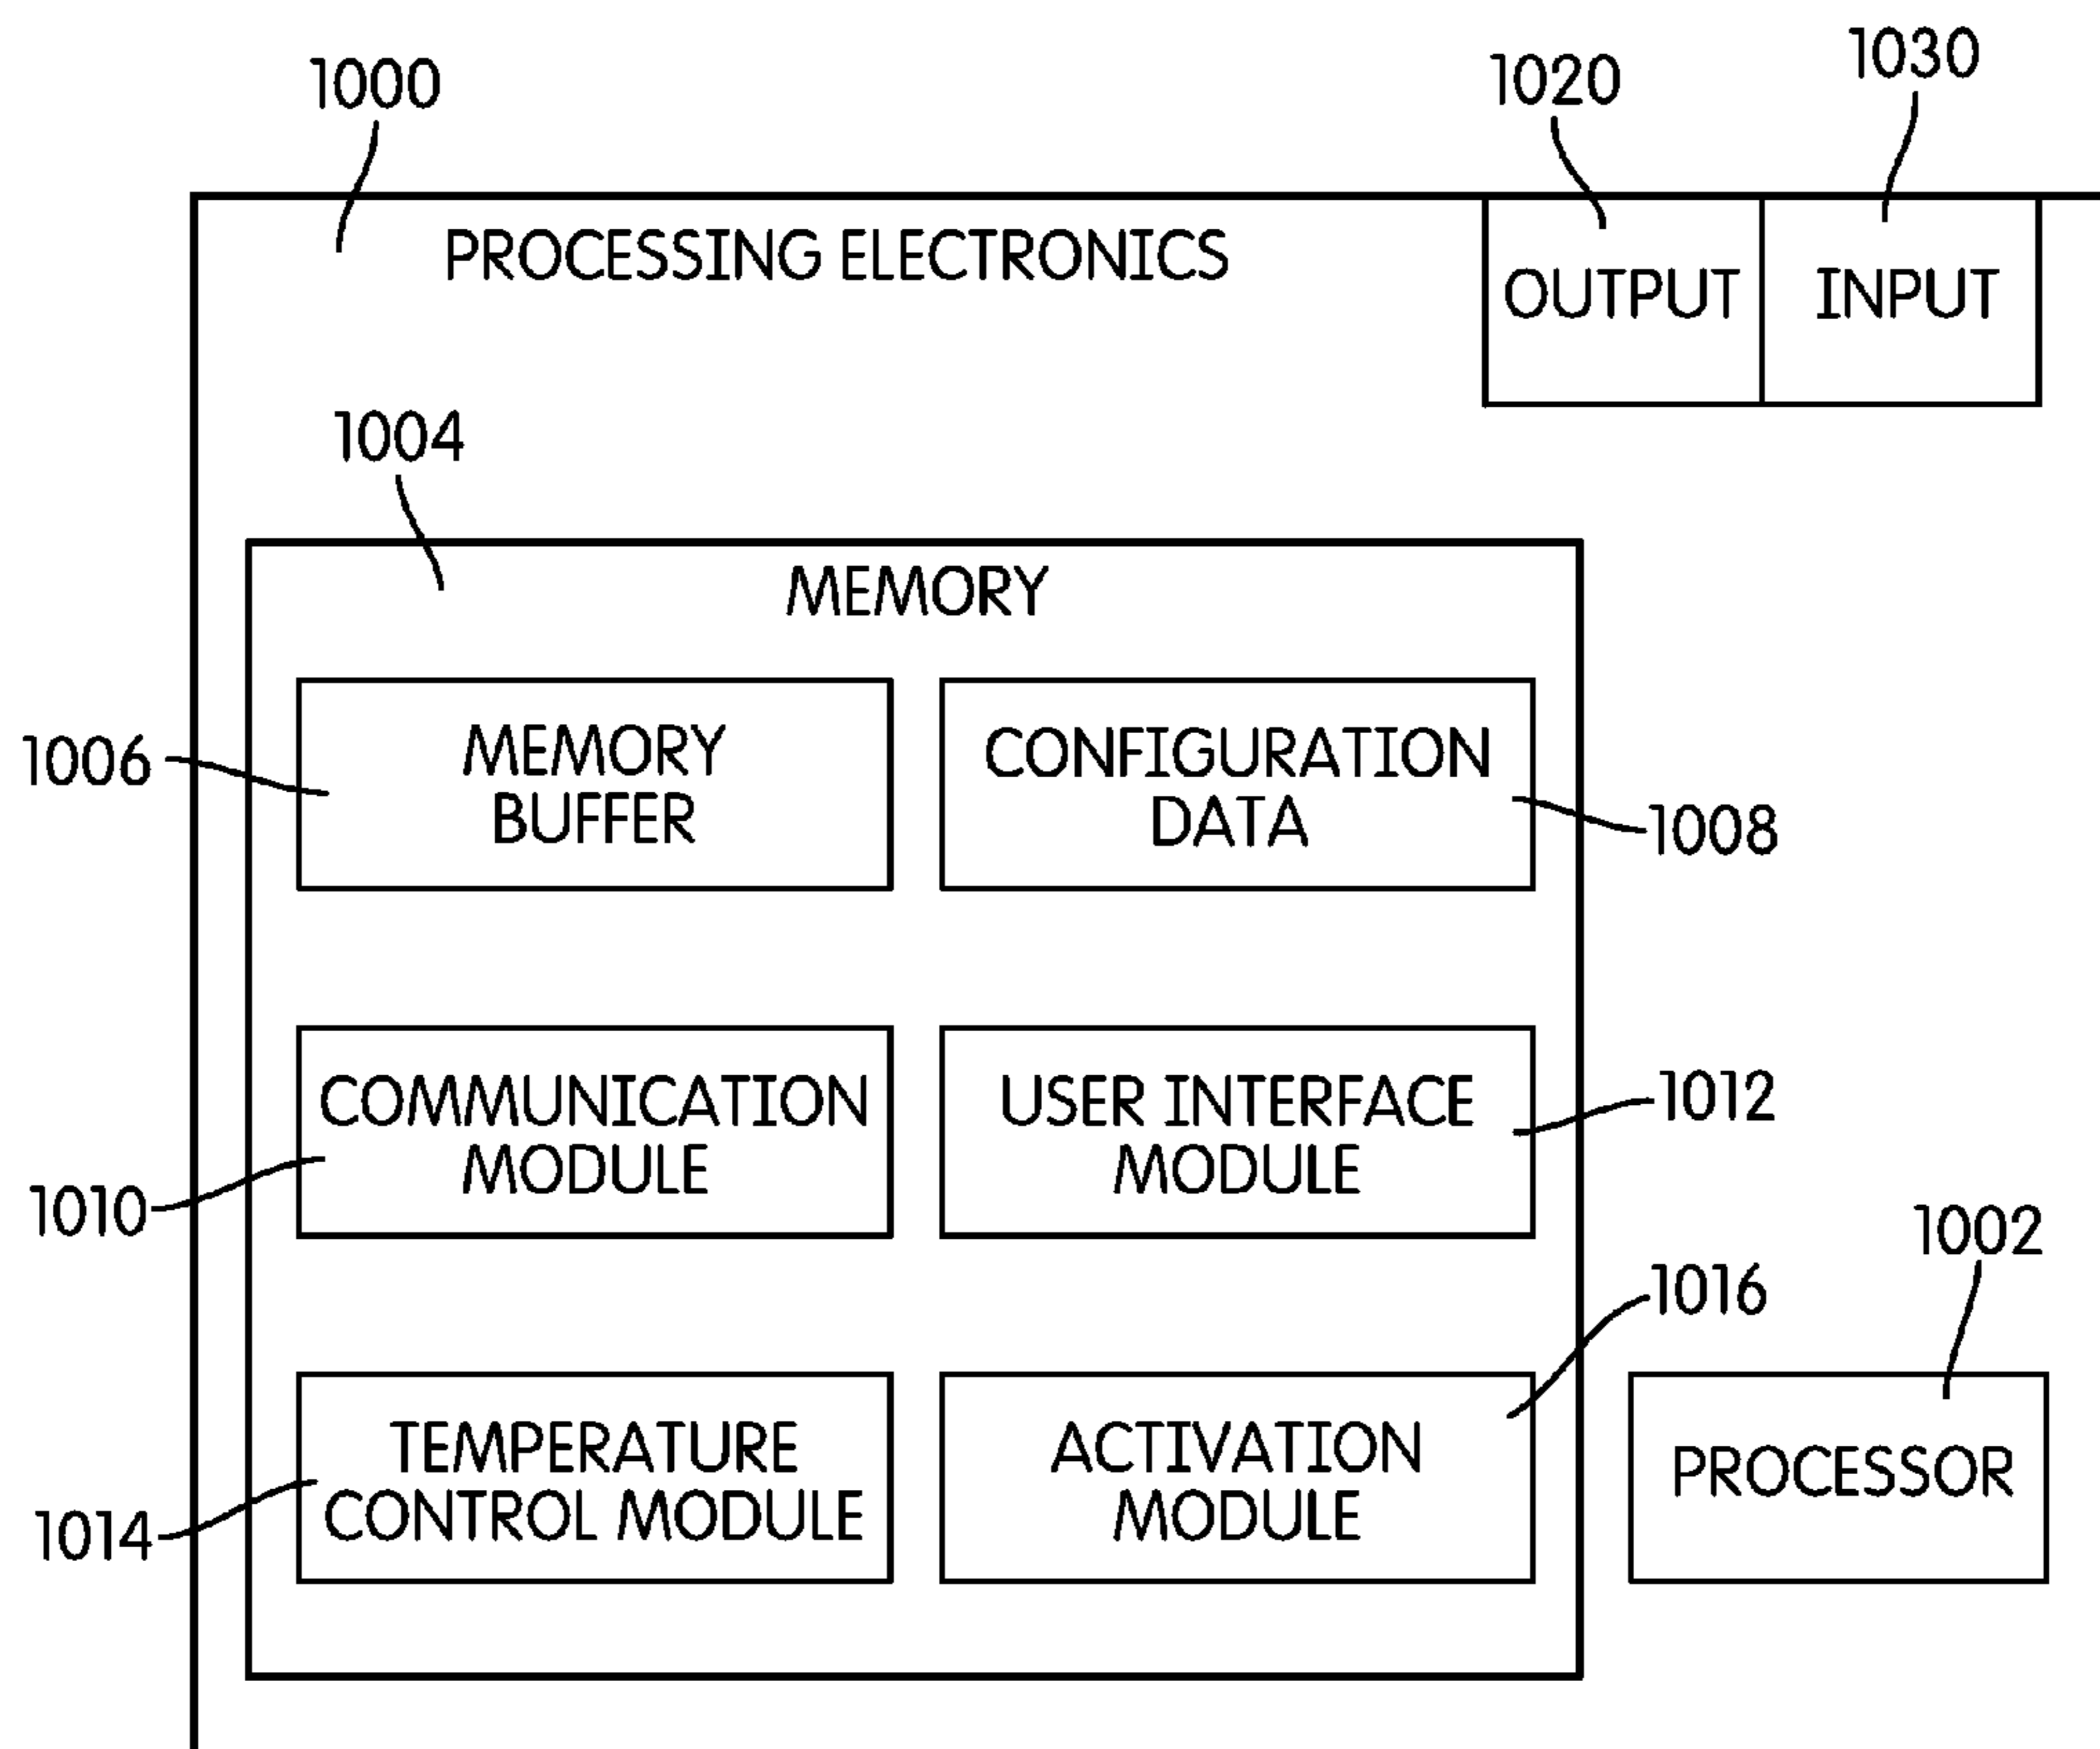 1000
1020
1030
PROCESSING ELECTRONICS
OUTPUT
INPUT
1004
MEMORY
1006
MEMORY
BUFFER
CONFIGURATION
DATA
1008
COMMUNICATION
MODULE
1010
USER INTERFACE
MODULE
1012
1002
1016
TEMPERATURE
CONTROL MODULE
1014
ACTIVATION
MODULE
PROCESSOR